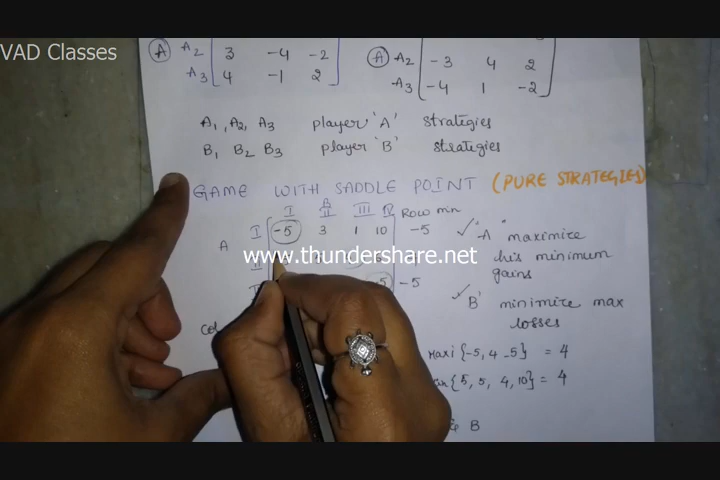 VAD Classes
A A2 3 -4 -2
A3 4 -1 2
A A2 -3 4 2
A3 -4 1 -2
A1, A2, A3 player 'A' strategies
B1 B2 B3 player 'B' strategies
GAME WITH SADDLE POINT (PURE STRATEGIES)
B
I II III IV Row min
A I -5 3 1 10 -5
www.thundershare.net
II
-5 -5
✓ "A" maximize
his minimum
gains
✓ B' minimize max
losses
Maxi {-5, 4 -5} = 4
{5, 5, 4, 10} = 4
B